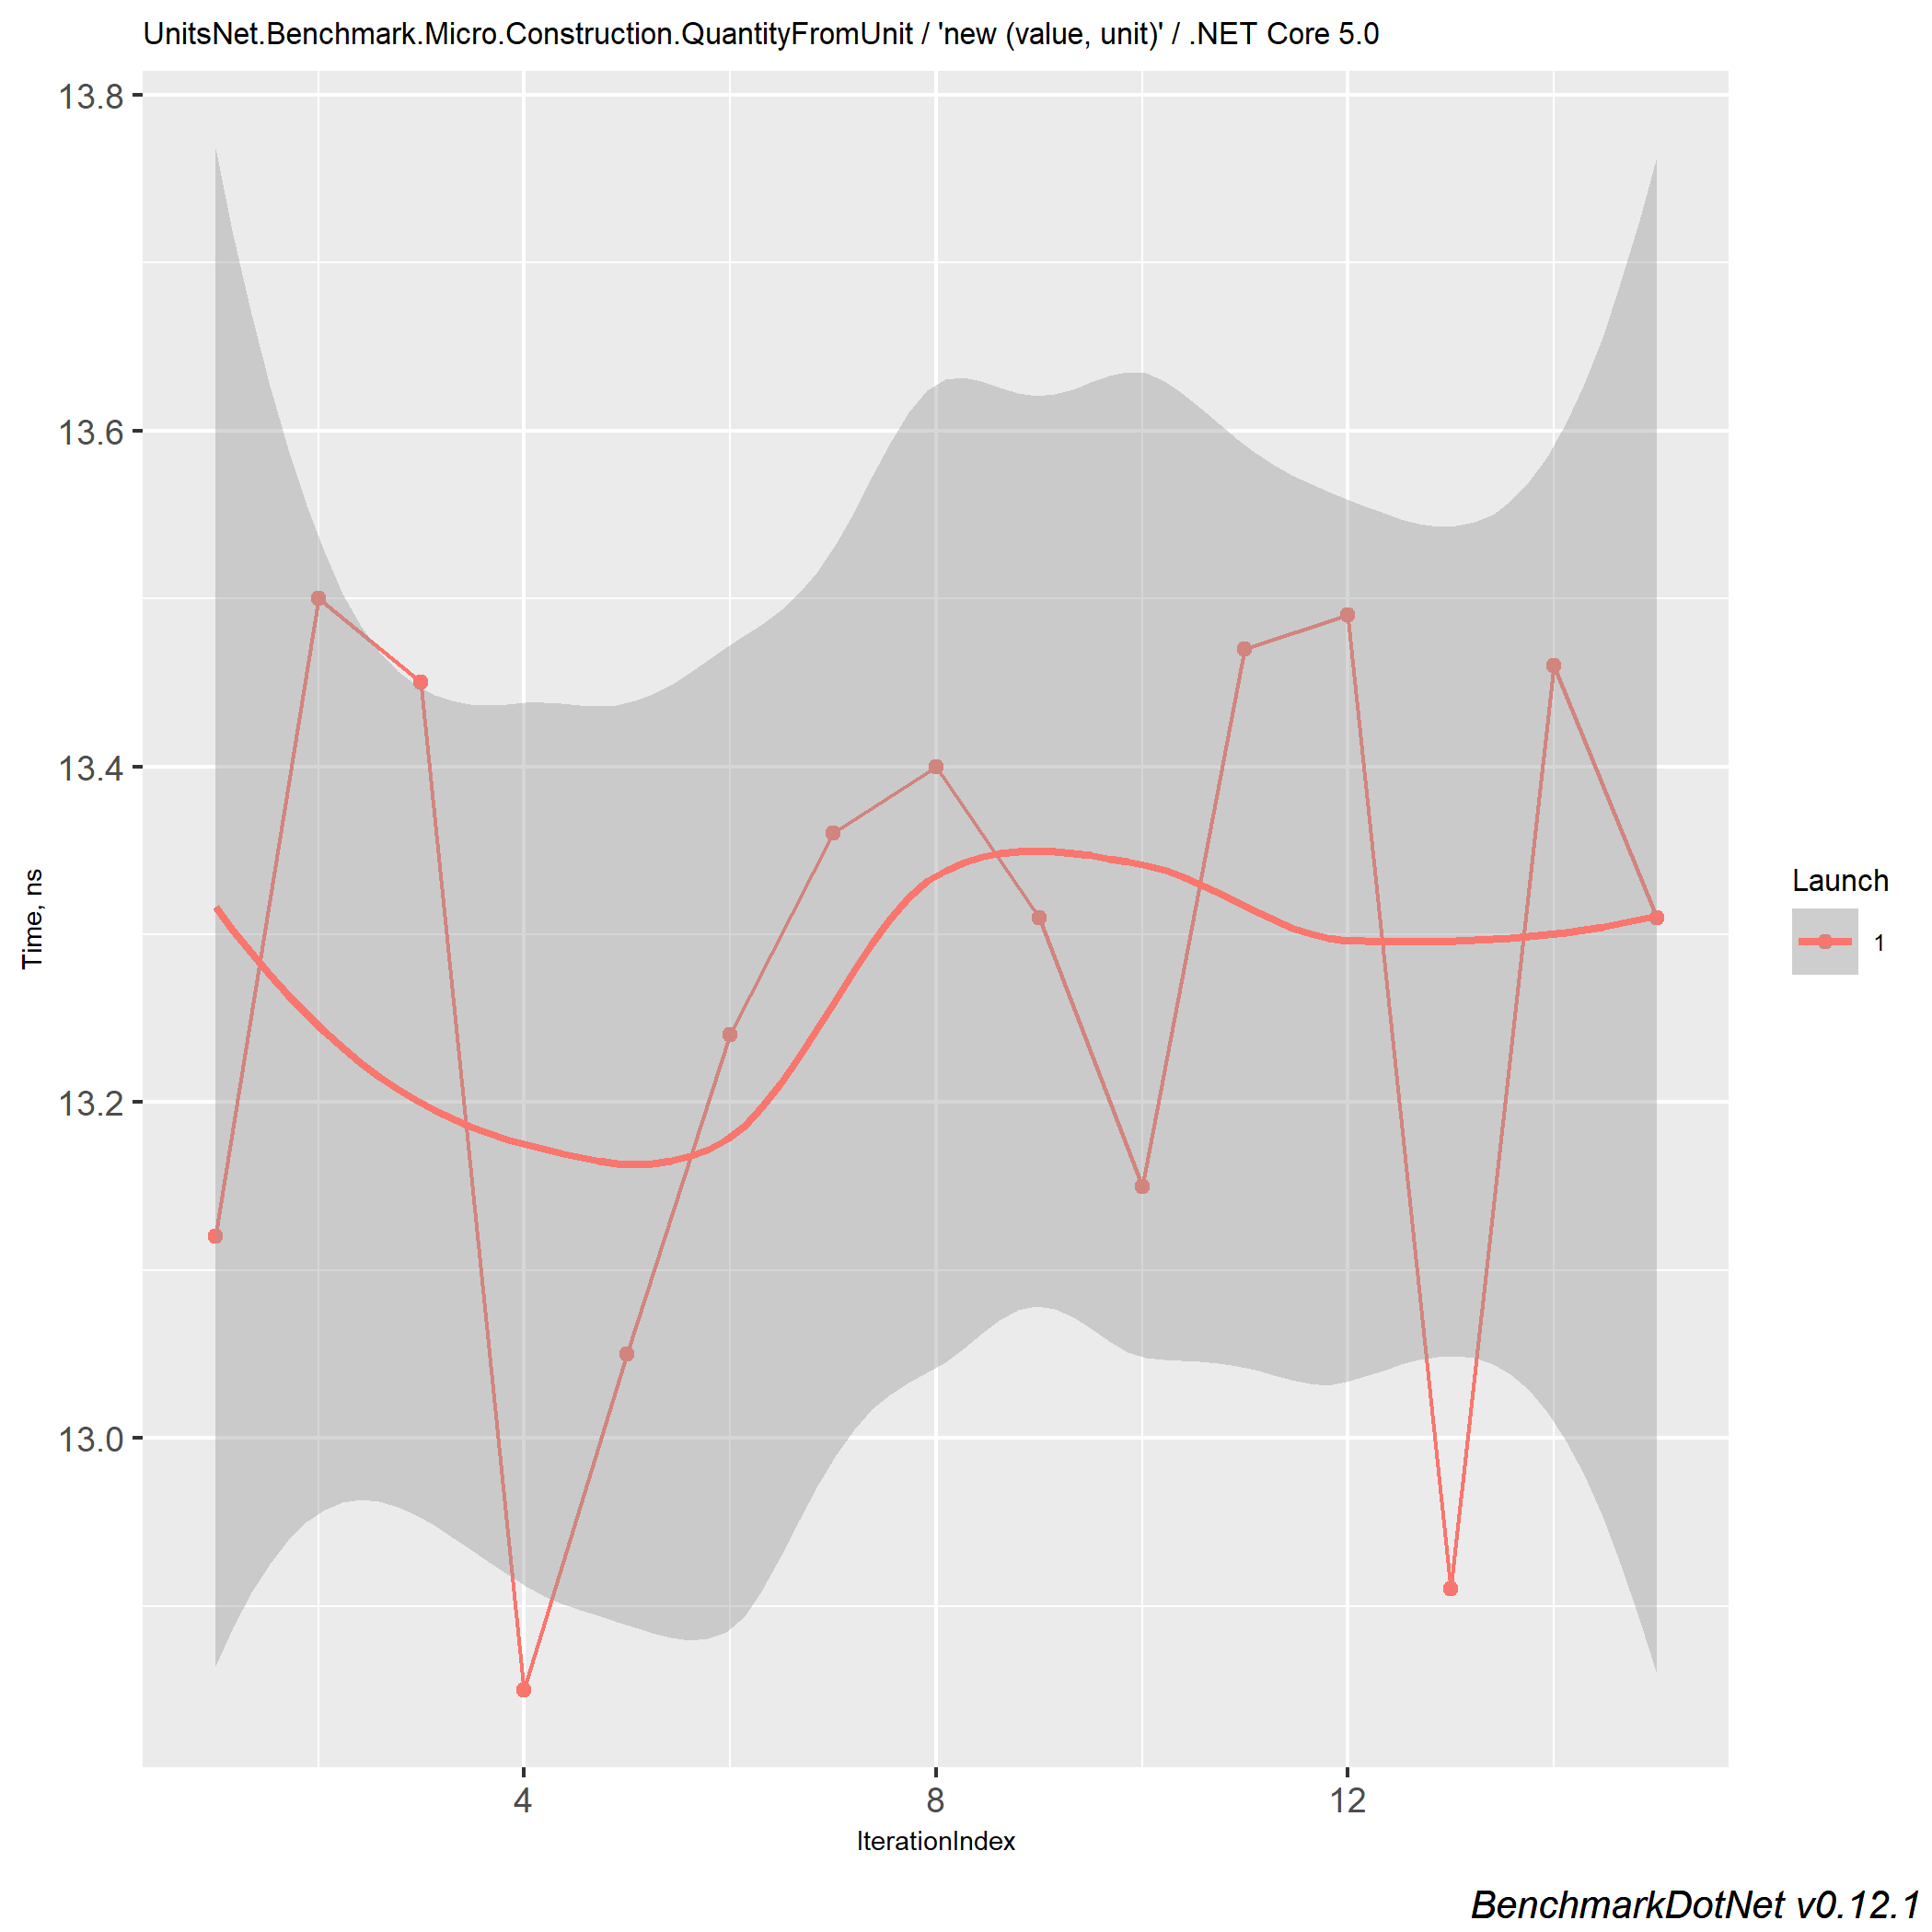 UnitsNet.Benchmark.Micro.Construction.QuantityFromUnit / 'new (value, unit)' / .NET Core 5.0
13.8
13.6
13.4
13.2
13.0
Time, ns
4
8
12
IterationIndex
Launch
1
BenchmarkDotNet v0.12.1